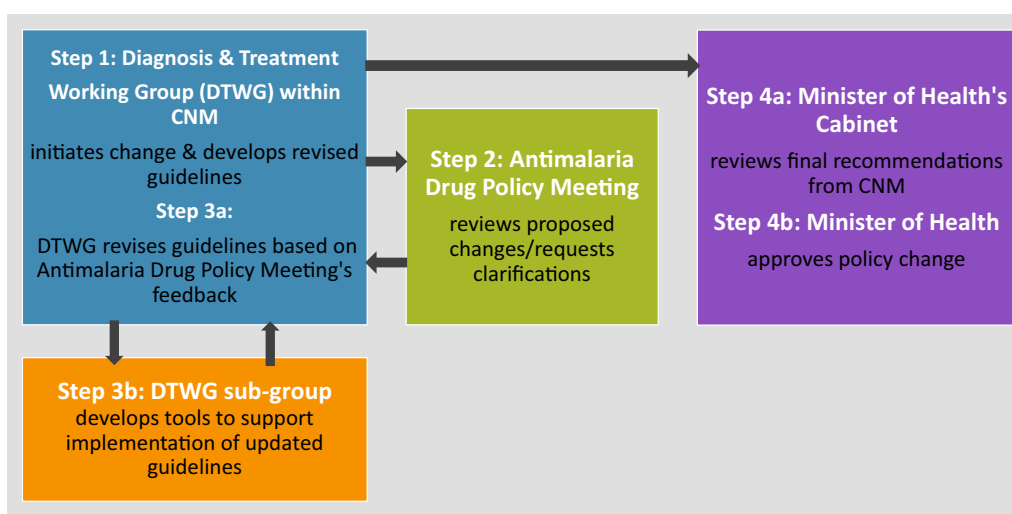 Step 1: Diagnosis & Treatment
Working Group (DTWG) within
CNM
initiates change & develops revised
guidelines
Step 3a:
DTWG revises guidelines based on
Antimalaria Drug Policy Meeting's
feedback
Step 2: Antimalaria
Drug Policy Meeting
reviews proposed
changes/requests
clarifications
Step 3b: DTWG sub-group
develops tools to support
implementation of updated
guidelines
Step 4a: Minister of Health's
Cabinet
reviews final recommendations
from CNM
Step 4b: Minister of Health
approves policy change